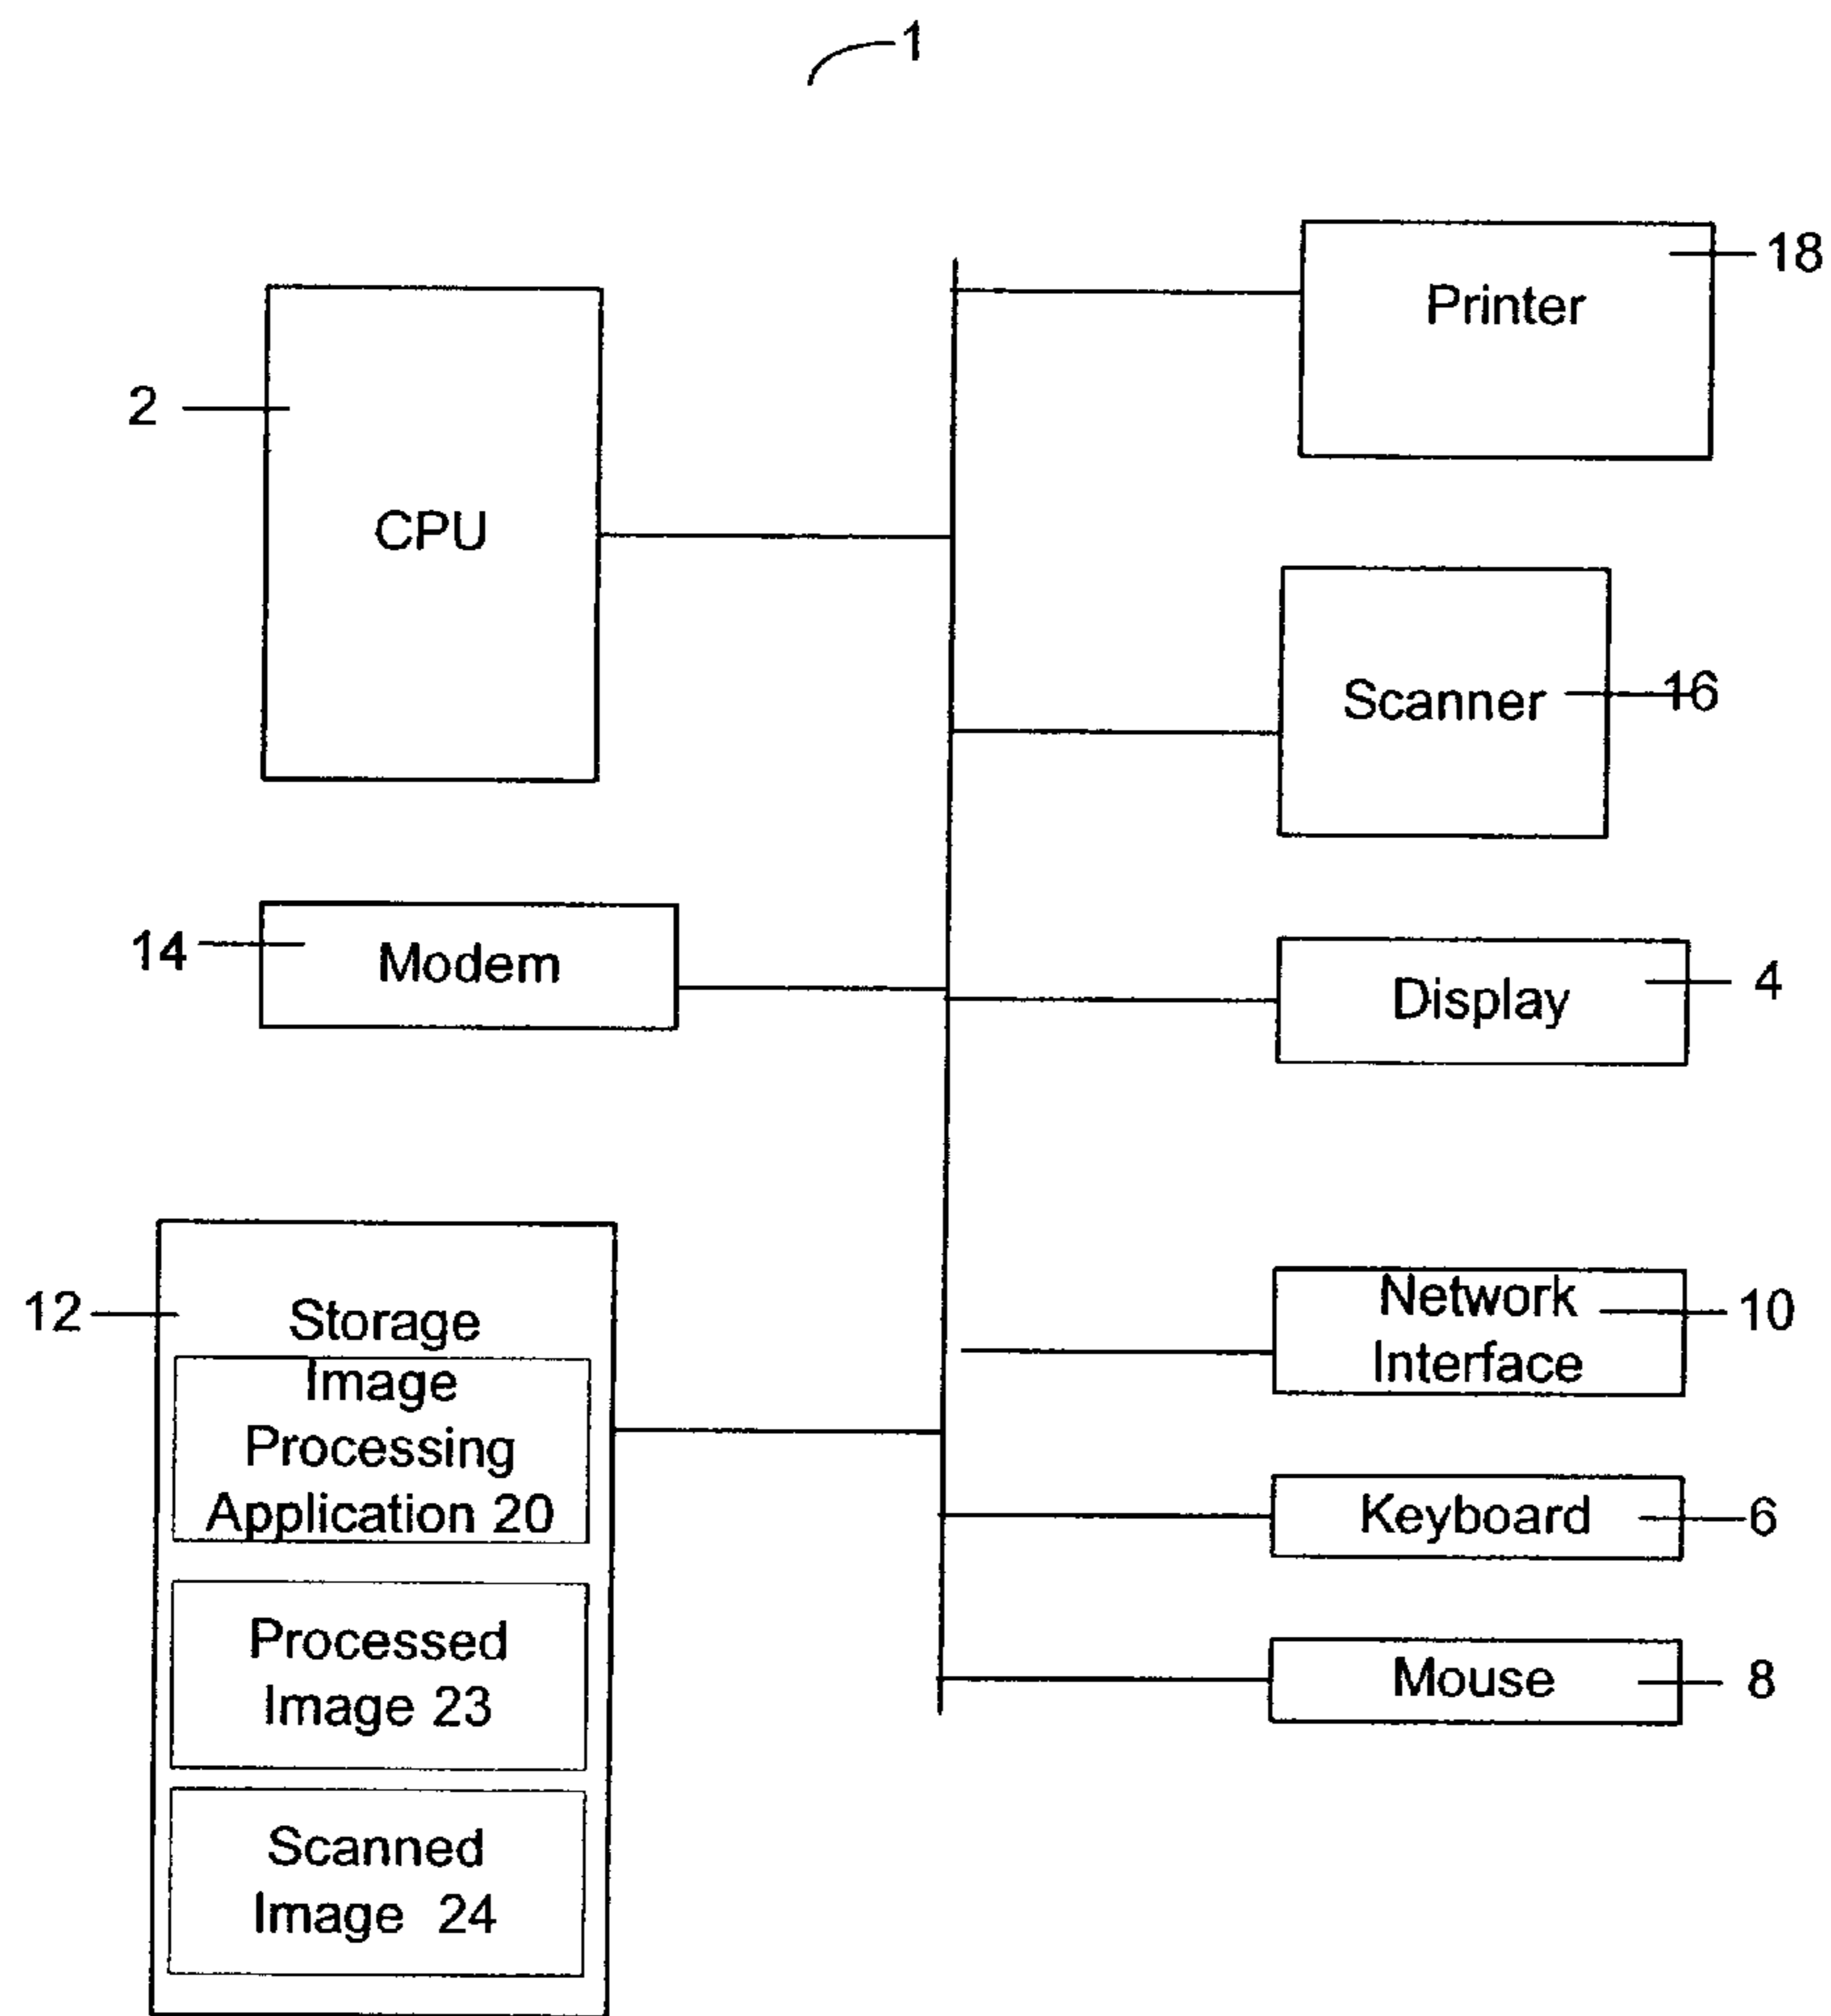 1
18
Printer
2
CPU
Scanner
16
14
Modem
Display
4
12
Storage
Image
Processing
Application 20
Processed
Image 23
Scanned
Image 24
Network
Interface
10
Keyboard
6
Mouse
8